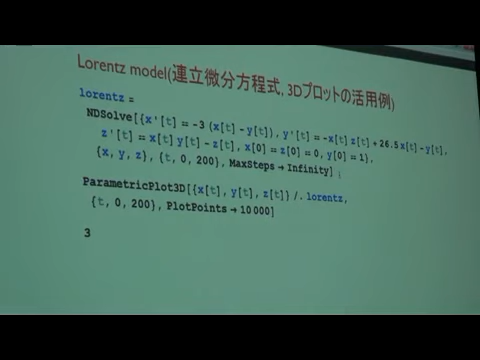 Lorentz model(連立微分方程式, 3Dプロットの活用例)
lorentz =
NDSolve[{x'[t] == -3 (x[t] - y[t]), y'[t] == -x[t] z[t] + 26.5 x[t] - y[t],
z'[t] == x[t] y[t] - z[t], x[0] == z[0] == 0, y[0] == 1},
{x, y, z}, {t, 0, 200}, MaxSteps → Infinity];
ParametricPlot3D[{x[t], y[t], z[t]} /. lorentz,
{t, 0, 200}, PlotPoints → 10000]
3